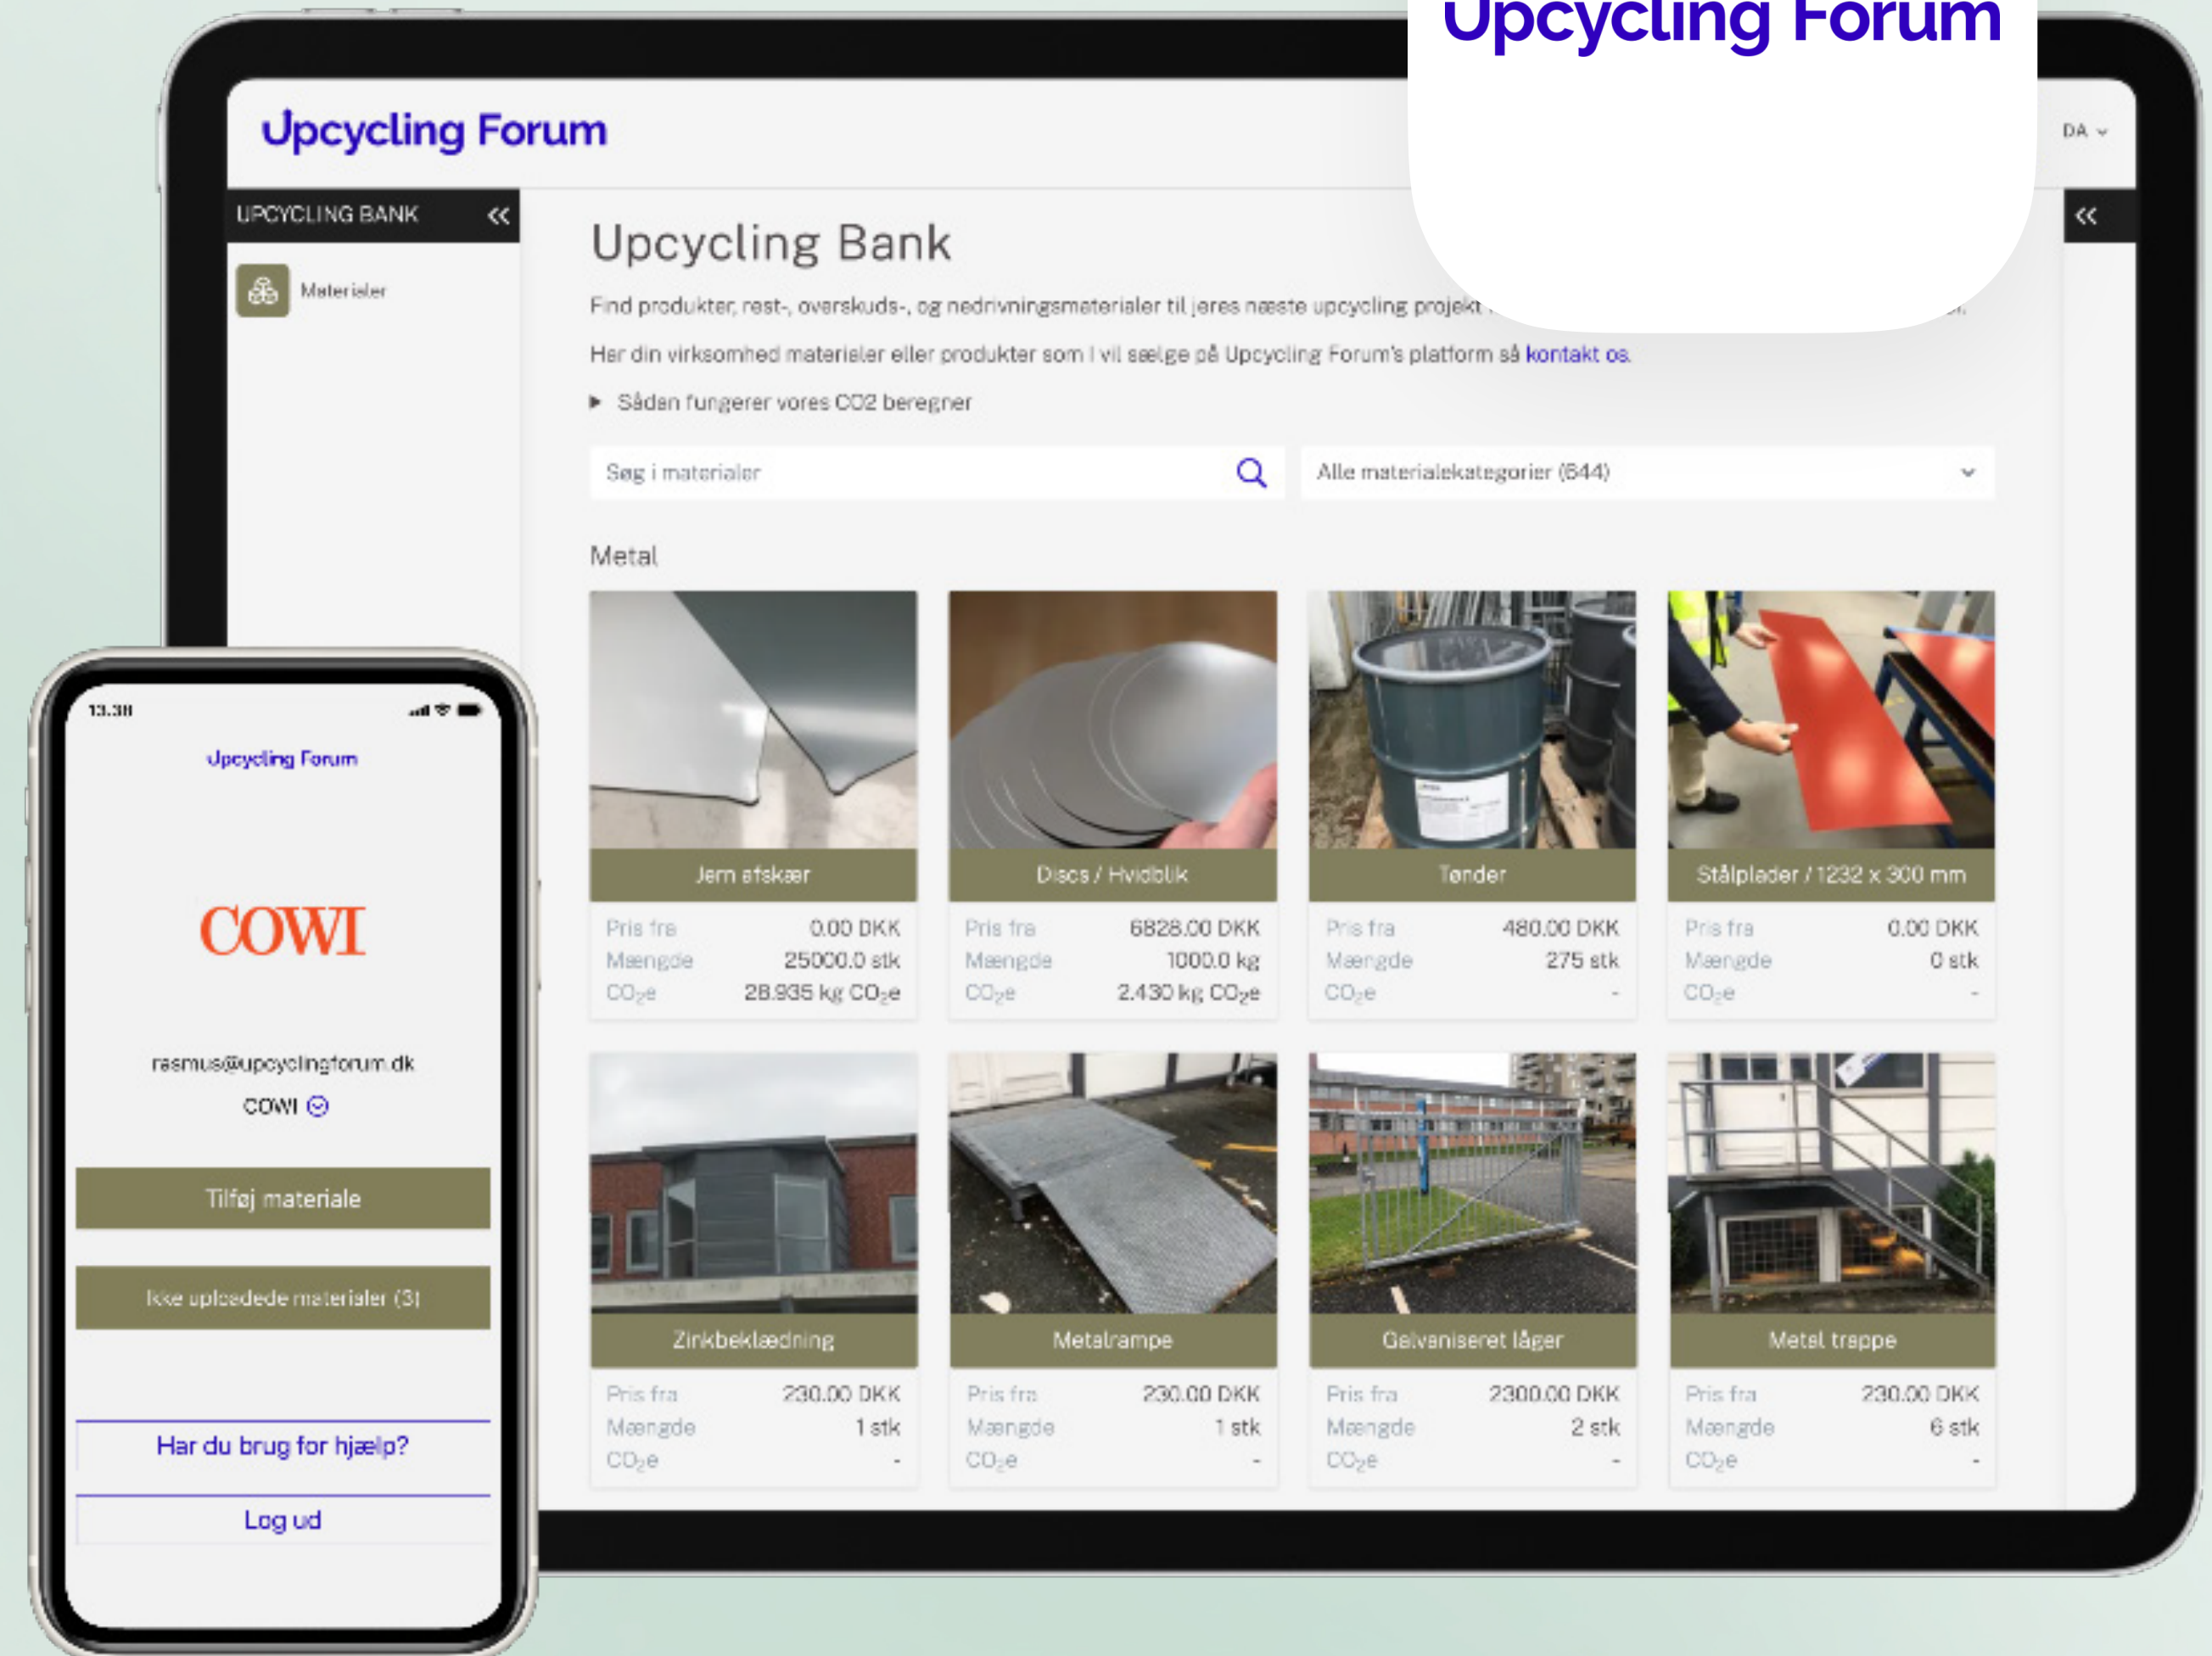 Upcycling Forum
Upcycling Forum
DA
UPCYCLING BANK
Materialer
Upcycling Bank
Find produkter, rest-, overskuds-, og nedrivningsmaterialer til jeres næste upcycling projekt
Har din virksomhed materialer eller produkter som I vil sælge på Upcycling Forum's platform så kontakt os.
Sådan fungerer vores CO2 beregner
Søg i materialer
Alle materialekategorier (644)
Metal
Jern afskær
Pris fra 0.00 DKK
Mængde 25000.0 stk
CO₂e 28.935 kg CO₂e
Discs / Hvidblik
Pris fra 6828.00 DKK
Mængde 1000.0 kg
CO₂e 2.430 kg CO₂e
Tønder
Pris fra 480.00 DKK
Mængde 275 stk
CO₂e -
Stålplader / 1232 x 300 mm
Pris fra 0.00 DKK
Mængde 0 stk
CO₂e -
Zinkbeklædning
Pris fra 230.00 DKK
Mængde 1 stk
CO₂e -
Metalrampe
Pris fra 230.00 DKK
Mængde 1 stk
CO₂e -
Galvaniseret låger
Pris fra 2300.00 DKK
Mængde 2 stk
CO₂e -
Metal trappe
Pris fra 230.00 DKK
Mængde 6 stk
CO₂e -
13.38
Upcycling Forum
COWI
rasmus@upcyclingforum.dk
COWI
Tilføj materiale
Ikke uploadede materialer (3)
Har du brug for hjælp?
Log ud